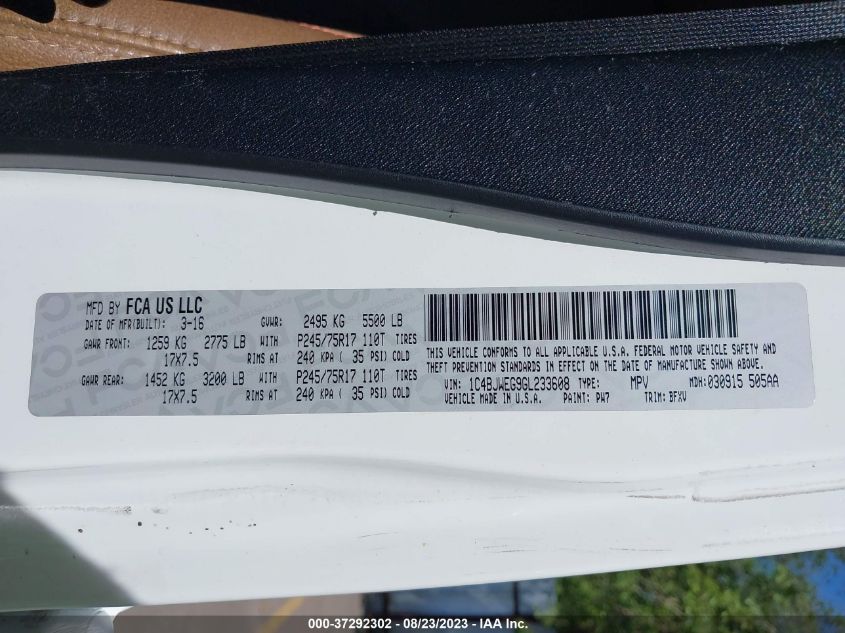 MFD BY FCA US LLC
DATE OF MFR(BUILT): 3-16 GVWR: 2495 KG 5500 LB
GAWR FRONT: 1259 KG 2775 LB WITH P245/75R17 110T TIRES
17X7.5 RIMS AT 240 KPA ( 35 PSI) COLD
GAWR REAR: 1452 KG 3200 LB WITH P245/75R17 110T TIRES
17X7.5 RIMS AT 240 KPA ( 35 PSI) COLD
THIS VEHICLE CONFORMS TO ALL APPLICABLE U.S.A. FEDERAL MOTOR VEHICLE SAFETY AND
THEFT PREVENTION STANDARDS IN EFFECT ON THE DATE OF MANUFACTURE SHOWN ABOVE.
VIN: 1C4BJWEG9GL233608 TYPE: MPV MDH: 030915 505AA
VEHICLE MADE IN U.S.A. PAINT: PW7 TRIM: BFXV
000-37292302 - 08/23/2023 - IAA Inc.